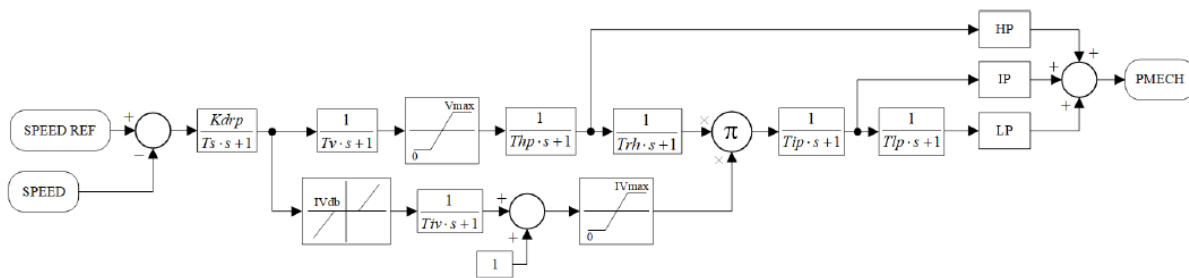 HP
SPEED REF
+
−
Kdrp
Ts·s+1
1
Tv·s+1
Vmax
0
1
Thp·s+1
1
Trh·s+1
×
π
×
1
Tip·s+1
IP
1
Tlp·s+1
LP
+
+
+
PMECH
SPEED
IVdb
1
Tiv·s+1
+
+
1
IVmax
0